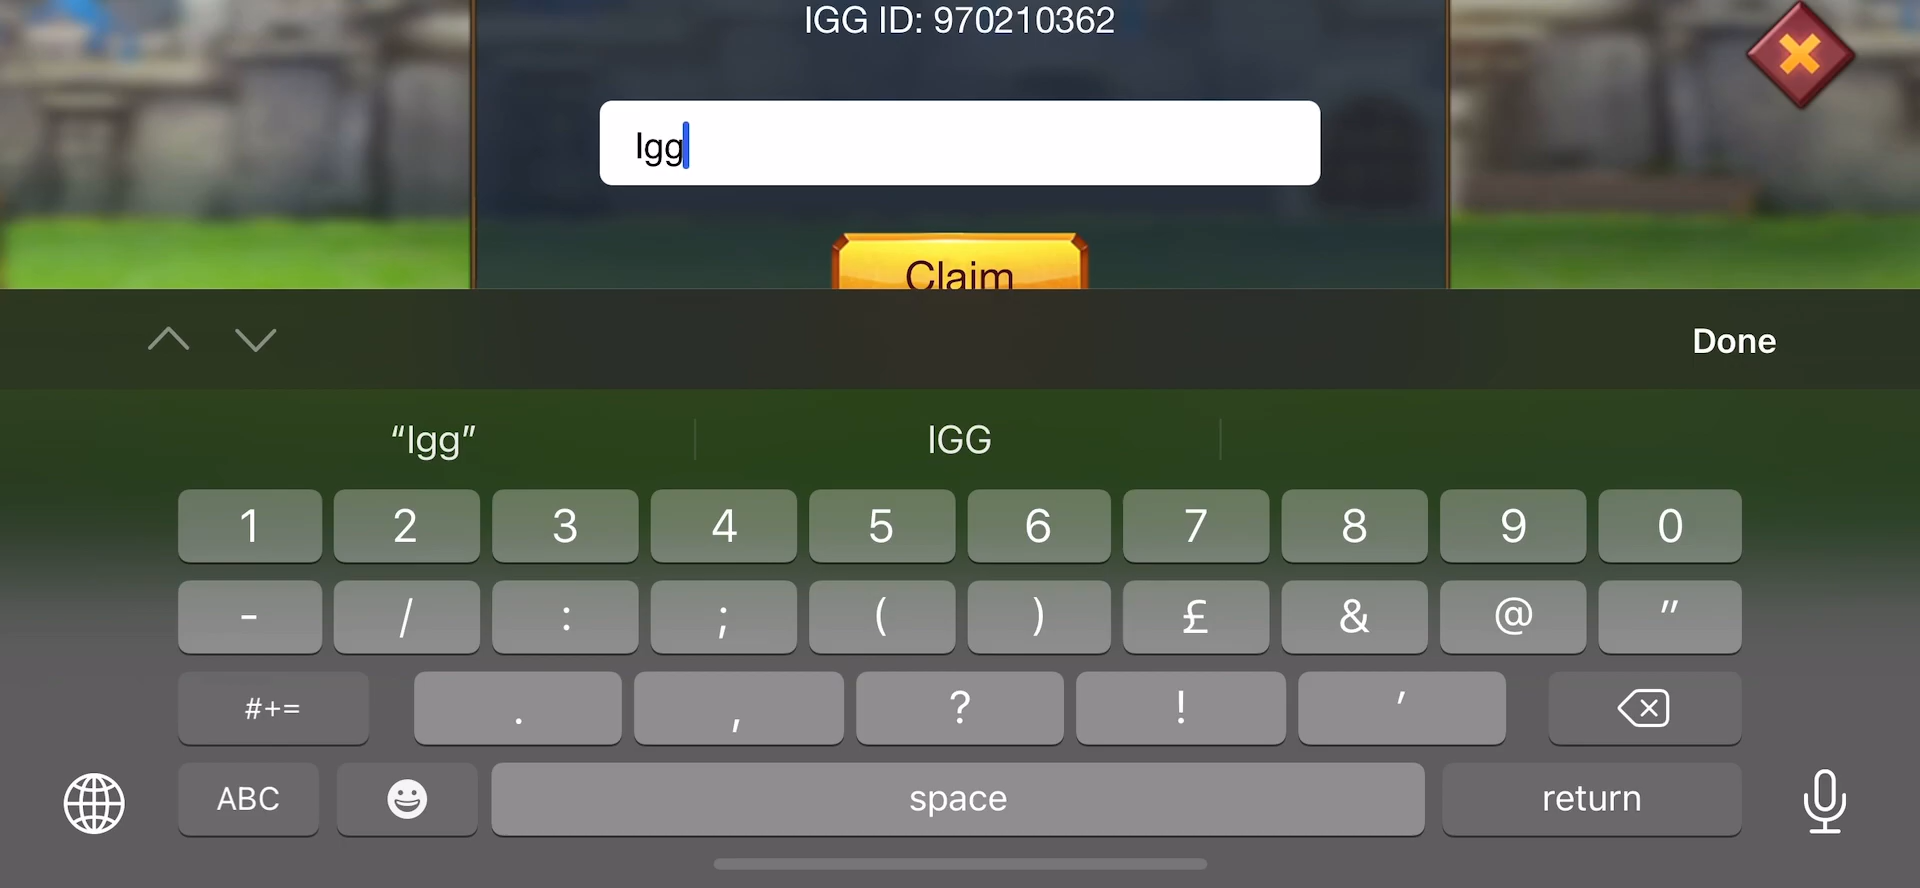 IGG ID: 970210362
Igg
Claim
Done
“Igg” IGG
1 2 3 4 5 6 7 8 9 0
- / : ; ( ) £ & @ "
#+= . , ? ! '
ABC space return